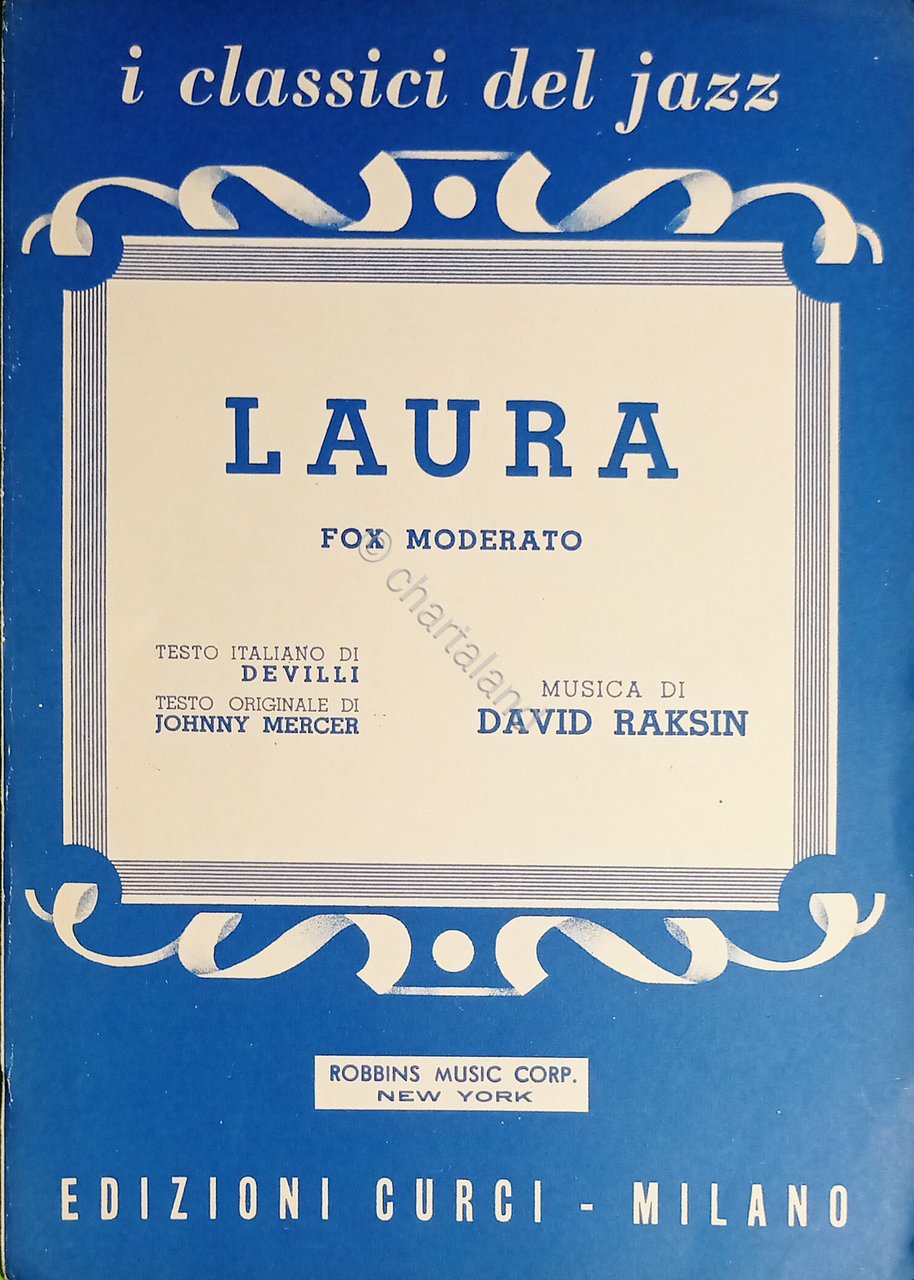 i classici del jazz
LAURA
FOX MODERATO
TESTO ITALIANO DI
DEVILLI
TESTO ORIGINALE DI
JOHNNY MERCER
MUSICA DI
DAVID RAKSIN
© chartaland
ROBBINS MUSIC CORP.
NEW YORK
EDIZIONI CURCI - MILANO